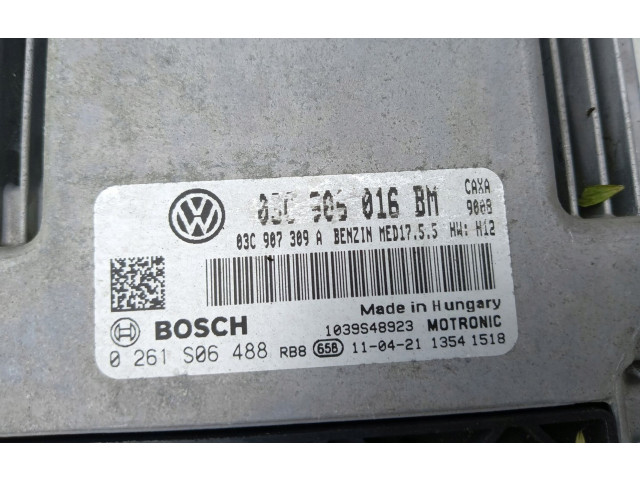 03C 906 016 BM CAXA
9008
03C 907 309 A BENZIN MED17.5.5 HW: H12
Made in Hungary
BOSCH 1039S48923 MOTRONIC
0 261 S06 488 RB8 658 11-04-21 1354 1518